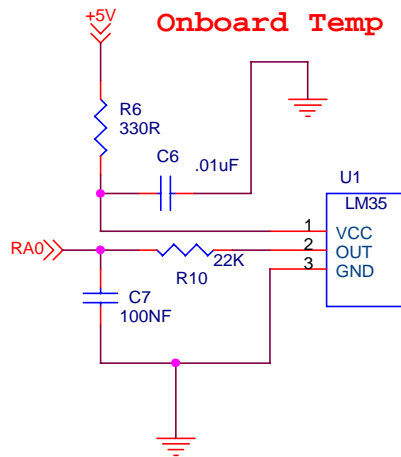 +5V
Onboard Temp
R6
330R
C6
.01uF
U1
LM35
1
VCC
RA0
2
OUT
22K
3
GND
R10
C7
100NF